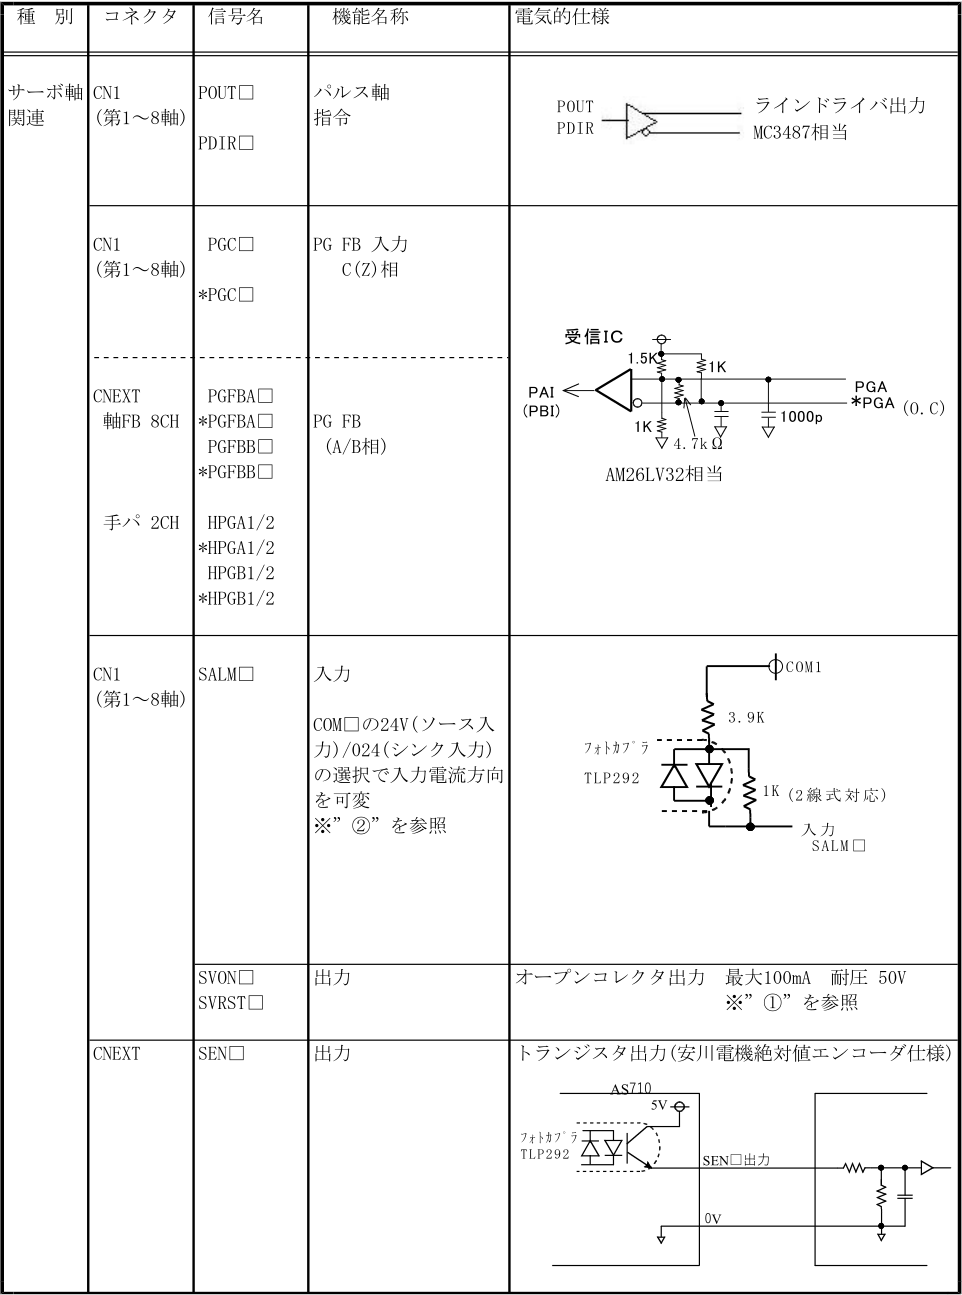 種　別　コネクタ　信号名　機能名称　電気的仕様
サーボ軸
関連
CN1
(第1～8軸)
POUT□
PDIR□
パルス軸
指令
POUT
PDIR
ラインドライバ出力
MC3487相当
CN1
(第1～8軸)
PGC□
*PGC□
PG FB 入力
C(Z)相
CNEXT
軸FB 8CH
手パ 2CH
PGFBA□
*PGFBA□
PGFBB□
*PGFBB□
HPGA1/2
*HPGA1/2
HPGB1/2
*HPGB1/2
PG FB
(A/B相)
受信IC
1.5K
1K
PAI
(PBI)
PGA
*PGA (O.C)
1K
1000p
4.7kΩ
AM26LV32相当
CN1
(第1～8軸)
SALM□
入力
COM□の24V(ソース入
力)/024(シンク入力)
の選択で入力電流方向
を可変
※”②”を参照
COM1
3.9K
ﾌｫﾄｶﾌﾟﾗ
TLP292
1K (2線式対応)
入力
SALM□
SVON□
SVRST□
出力
オープンコレクタ出力　最大100mA　耐圧 50V
※”①”を参照
CNEXT
SEN□
出力
トランジスタ出力(安川電機絶対値エンコーダ仕様)
AS710
5V
ﾌｫﾄｶﾌﾟﾗ
TLP292
SEN□出力
0V